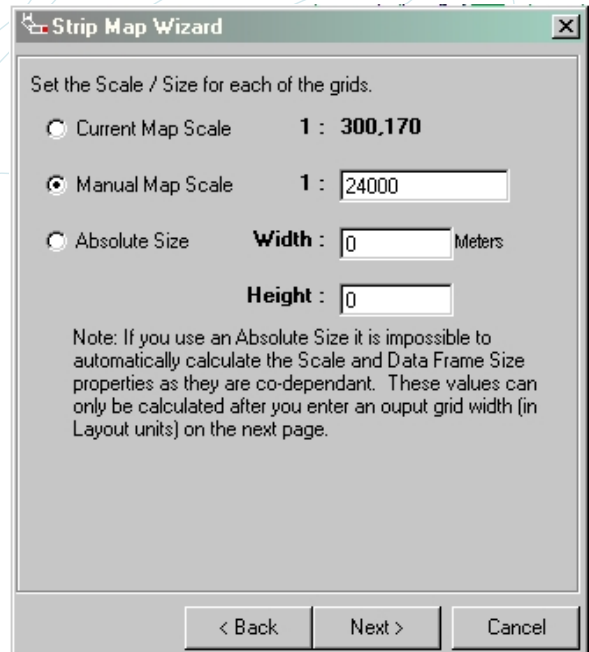 Strip Map Wizard
Set the Scale / Size for each of the grids.
Current Map Scale 1 : 300,170
Manual Map Scale 1 : 24000
Absolute Size Width : 0 Meters
Height : 0
Note: If you use an Absolute Size it is impossible to
automatically calculate the Scale and Data Frame Size
properties as they are co-dependant. These values can
only be calculated after you enter an ouput grid width (in
Layout units) on the next page.
< Back Next > Cancel